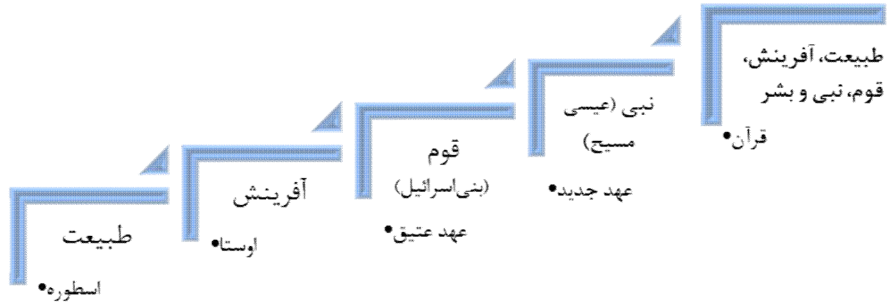 طبیعت، آفرینش،
قوم، نبی و بشر
•قرآن
نبی (عیسی
مسیح)
•عهد جدید
قوم
(بنی‌اسرائیل)
•عهد عتیق
آفرینش
•اوستا
طبیعت
•اسطوره